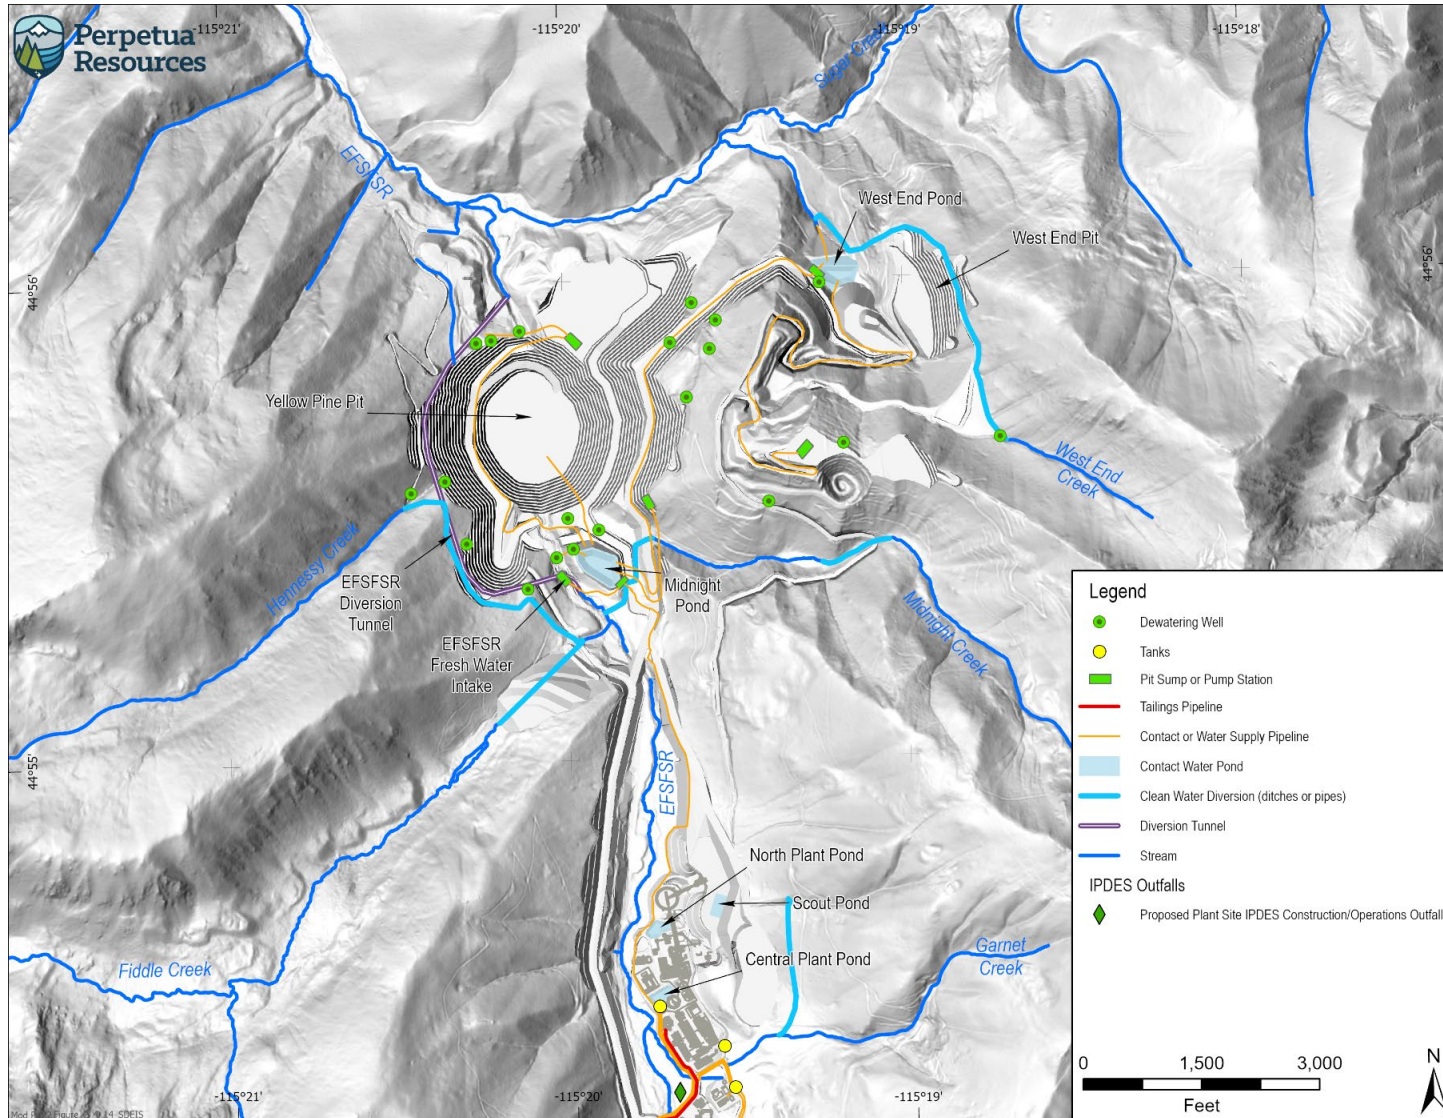 Perpetua
Resources
-115°21'
-115°20'
-115°19'
-115°18'
Sugar Creek
EFSFSR
West End Pond
West End Pit
44°56'
44°56'
Yellow Pine Pit
West End
Creek
Hennessy Creek
EFSFSR
Diversion
Tunnel
Midnight
Pond
EFSFSR
Fresh Water
Intake
Midnight Creek
44°55'
EFSFSR
North Plant Pond
Scout Pond
Central Plant Pond
Garnet
Creek
Fiddle Creek
Legend
Dewatering Well
Tanks
Pit Sump or Pump Station
Tailings Pipeline
Contact or Water Supply Pipeline
Contact Water Pond
Clean Water Diversion (ditches or pipes)
Diversion Tunnel
Stream
IPDES Outfalls
Proposed Plant Site IPDES Construction/Operations Outfall
0 1,500 3,000
Feet
N
-115°21'
-115°20'
-115°19'